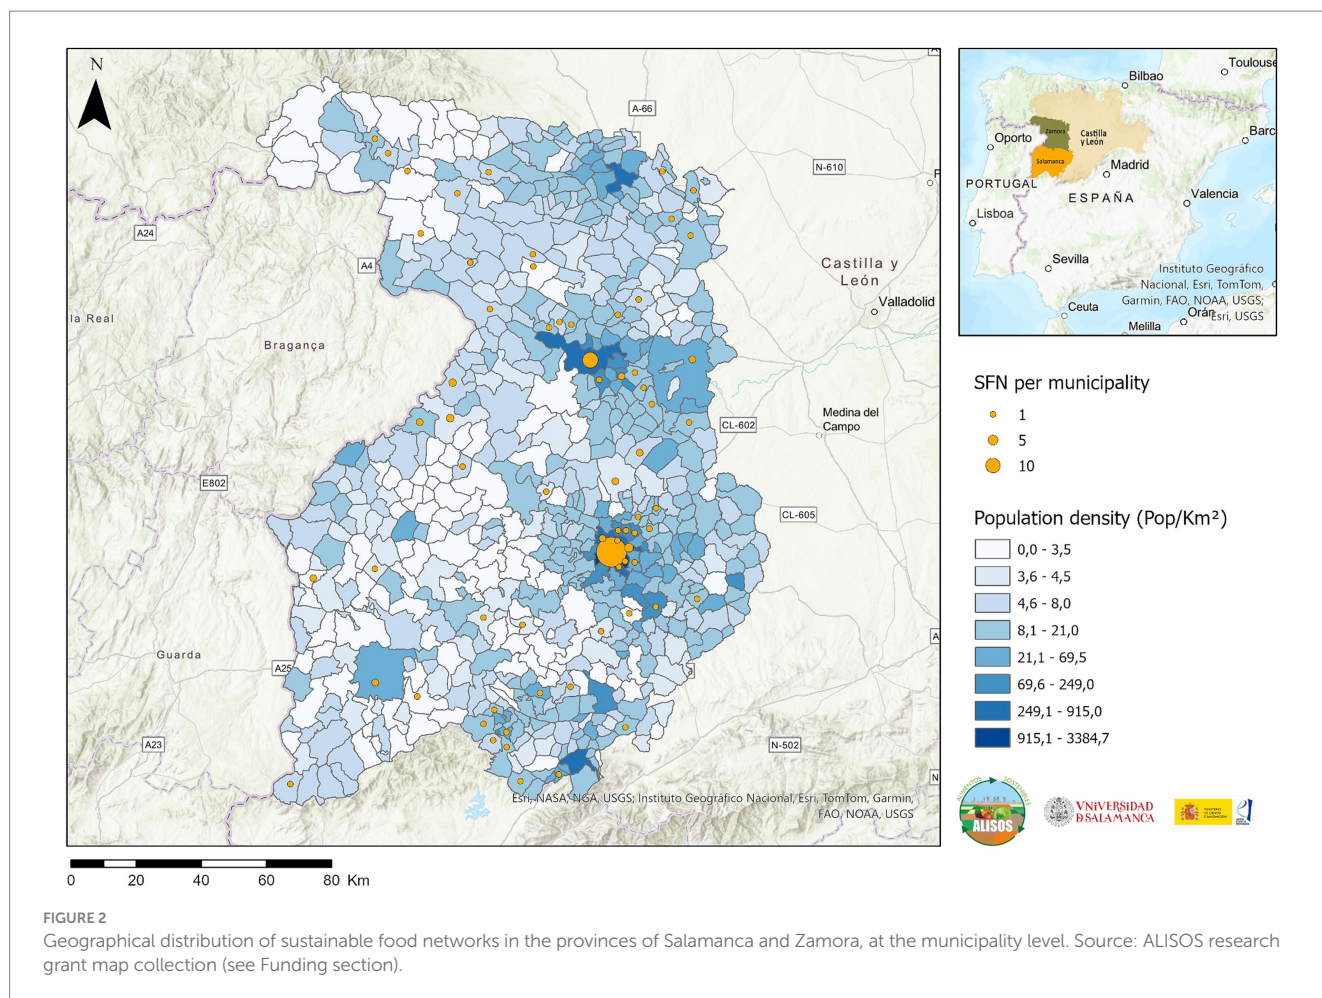 N
A-66
N-610
P
A24
A4
Castilla y
León
Valladolid
la Real
Bragança
Medina del
Campo
CL-602
E802
CL-605
Guarda
A25
A
A23
N-502
N
Esri, NASA, NGA, USGS; Instituto Geográfico Nacional, Esri, TomTom, Garmin,
FAO, NOAA, USGS
0 20 40 60 80 Km
Toulouse
Bilbao
Oporto
Zamora
Castilla
y León
Barc
Salamanca
Madrid
PORTUGAL
ESPAÑA
Valencia
Lisboa
Sevilla
Instituto Geográfico
Nacional, Esri, TomTom,
Garmin, FAO, NOAA, USGS;
Esri, USGS
Ceuta
Orán
Melilla
SFN per municipality
1
5
10
Population density (Pop/Km²)
0,0 - 3,5
3,6 - 4,5
4,6 - 8,0
8,1 - 21,0
21,1 - 69,5
69,6 - 249,0
249,1 - 915,0
915,1 - 3384,7
ALISOS
VNIVERSIDAD
D SALAMANCA
FIGURE 2
Geographical distribution of sustainable food networks in the provinces of Salamanca and Zamora, at the municipality level. Source: ALISOS research
grant map collection (see Funding section).